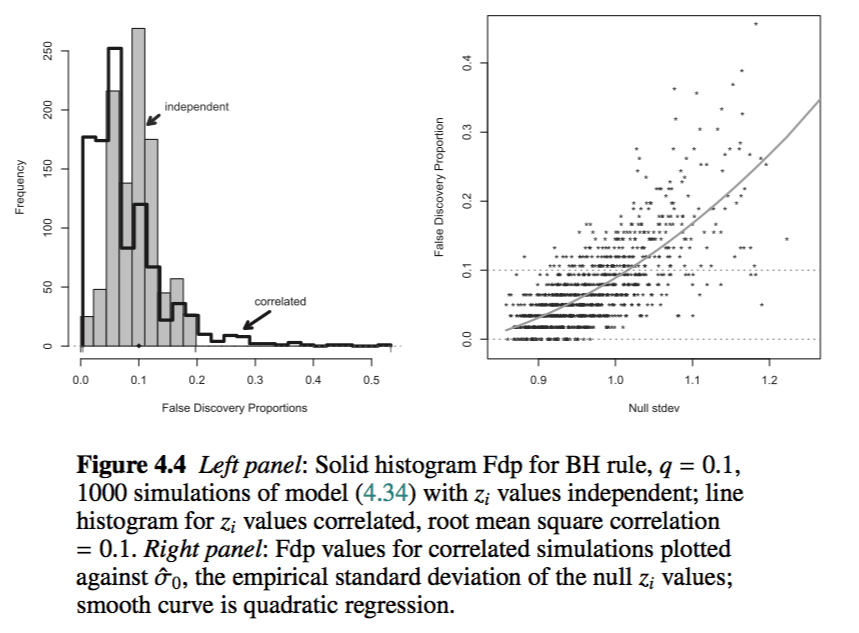 250
200
150
100
50
0
Frequency
independent
correlated
0.0 0.1 0.2 0.3 0.4 0.5
False Discovery Proportions
0.4
0.3
0.2
0.1
0.0
False Discovery Proportion
0.9 1.0 1.1 1.2
Null stdev
Figure 4.4 Left panel: Solid histogram Fdp for BH rule, q = 0.1,
1000 simulations of model (4.34) with zᵢ values independent; line
histogram for zᵢ values correlated, root mean square correlation
= 0.1. Right panel: Fdp values for correlated simulations plotted
against σ̂₀, the empirical standard deviation of the null zᵢ values;
smooth curve is quadratic regression.